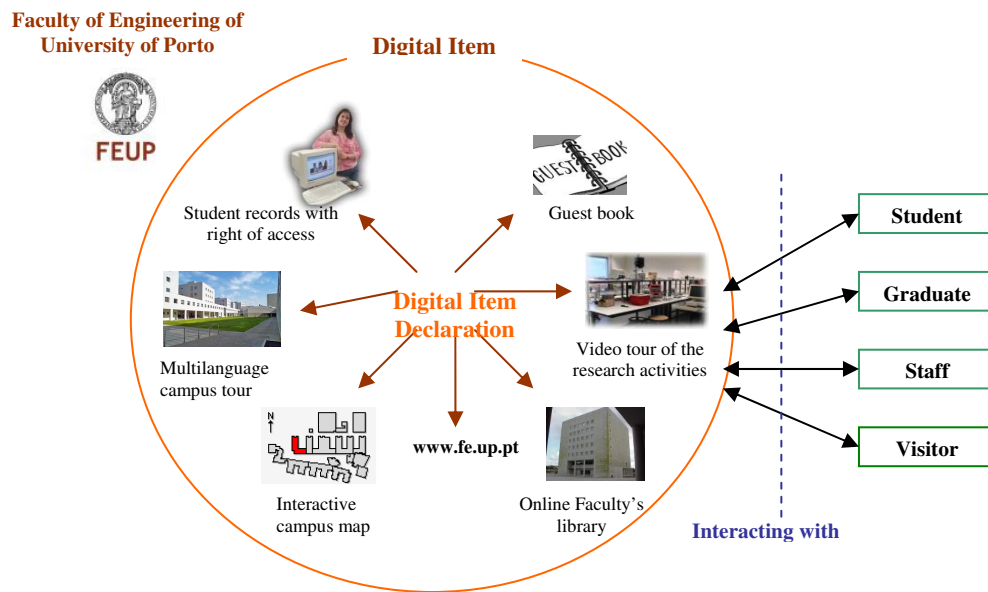 Faculty of Engineering of
University of Porto
FEUP
Digital Item
Student records with
right of access
GUEST BOOK
Guest book
Multilanguage
campus tour
Digital Item
Declaration
Video tour of the
research activities
N
Interactive
campus map
www.fe.up.pt
Online Faculty’s
library
Student
Graduate
Staff
Visitor
Interacting with